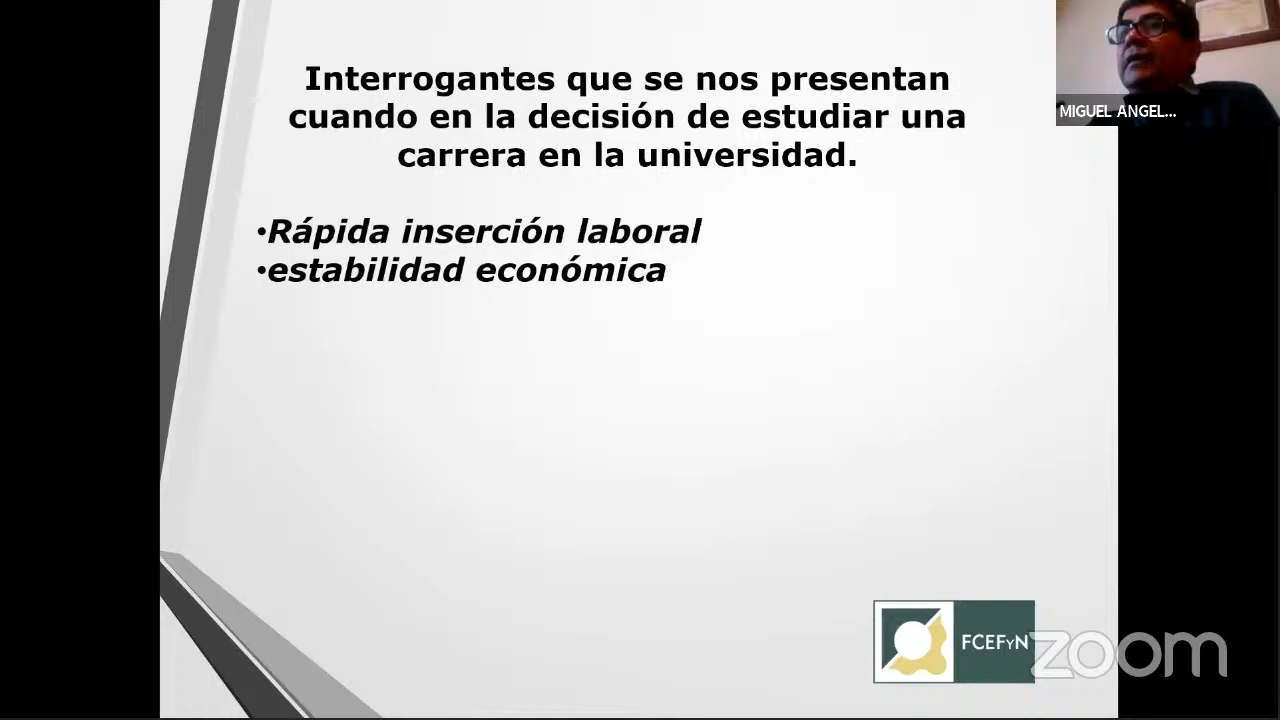 Interrogantes que se nos presentan
cuando en la decisión de estudiar una
carrera en la universidad.
•Rápida inserción laboral
•estabilidad económica
MIGUEL ANGEL...
FCEFyN
zoom